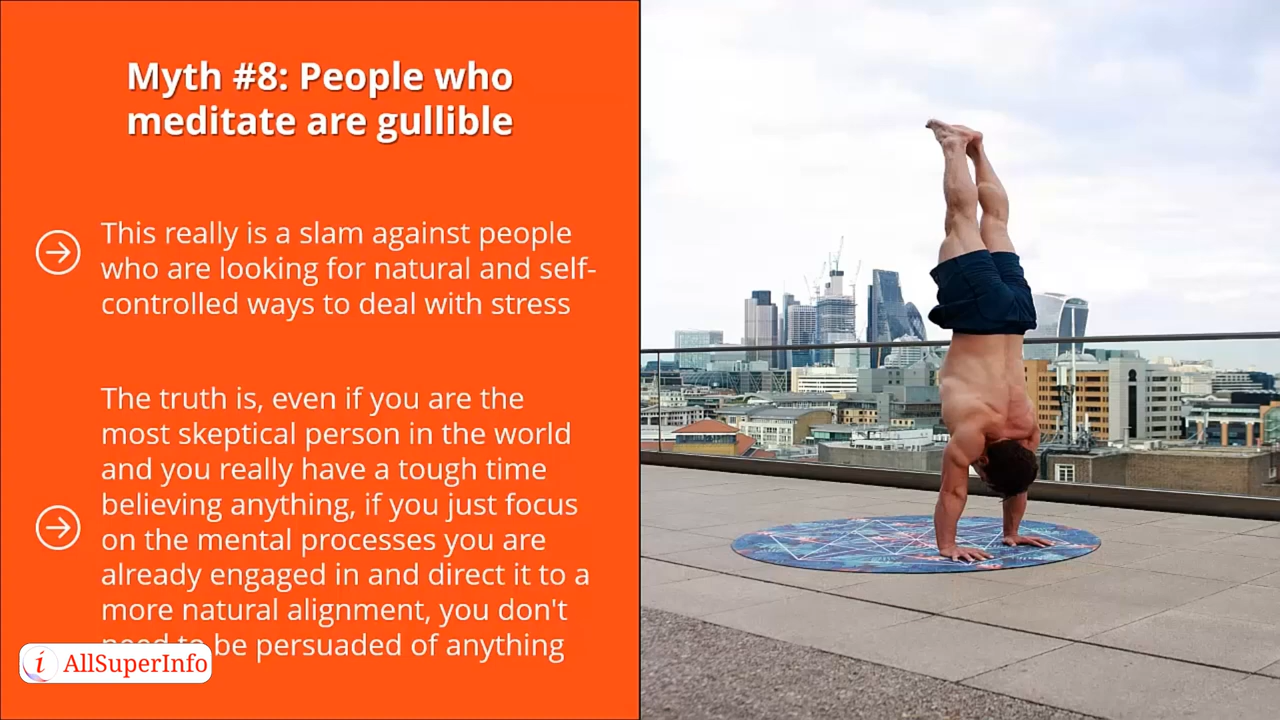 Myth #8: People who
meditate are gullible
This really is a slam against people
who are looking for natural and self-
controlled ways to deal with stress
The truth is, even if you are the
most skeptical person in the world
and you really have a tough time
believing anything, if you just focus
on the mental processes you are
already engaged in and direct it to a
more natural alignment, you don't
need to be persuaded of anything
i AllSuperInfo